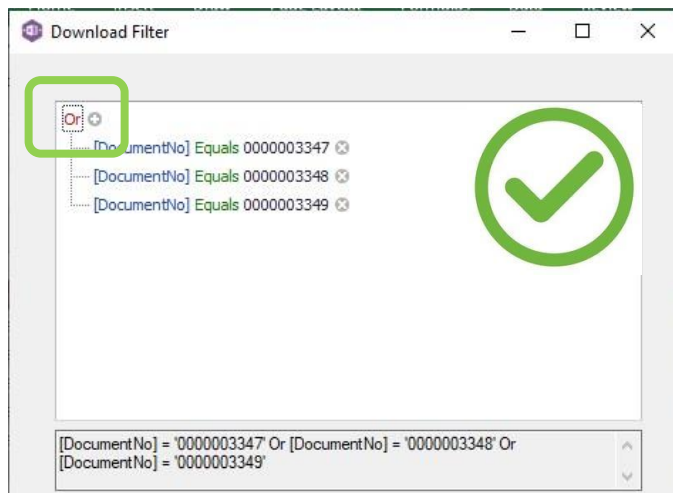 Download Filter
Or
[DocumentNo] Equals 0000003347
[DocumentNo] Equals 0000003348
[DocumentNo] Equals 0000003349
[DocumentNo] = '0000003347' Or [DocumentNo] = '0000003348' Or
[DocumentNo] = '0000003349'